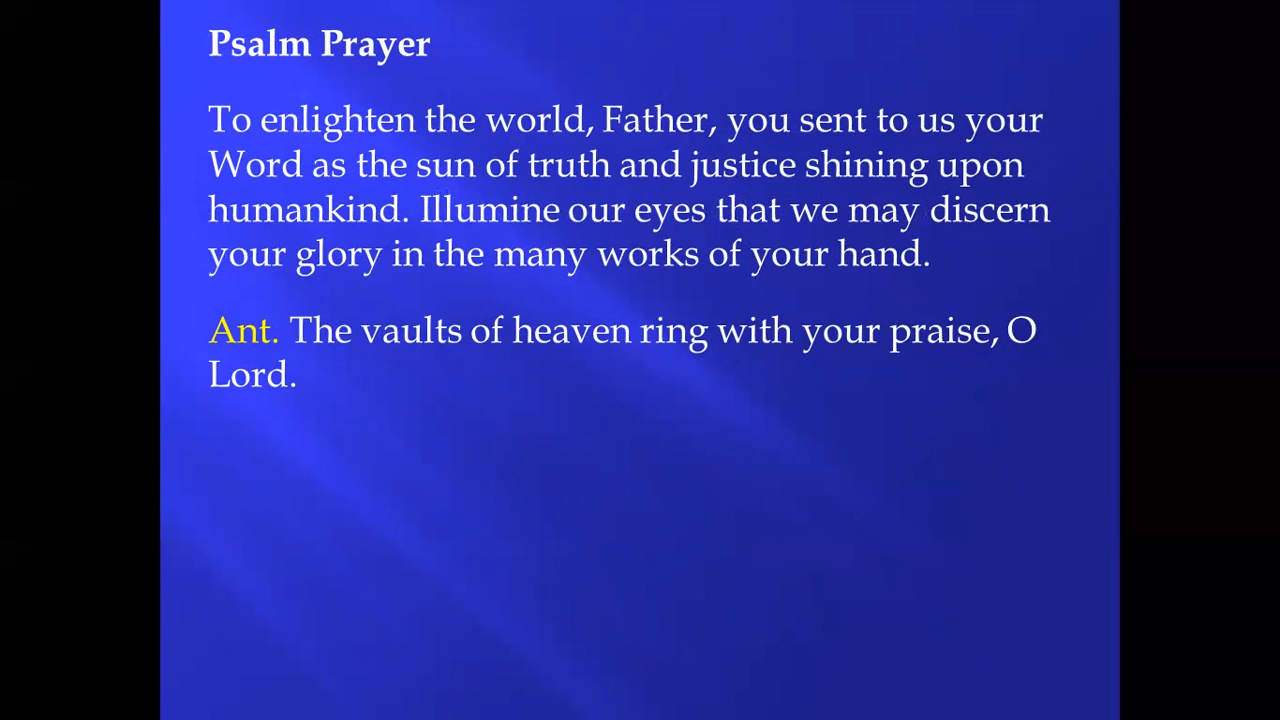 Psalm Prayer
To enlighten the world, Father, you sent to us your
Word as the sun of truth and justice shining upon
humankind. Illumine our eyes that we may discern
your glory in the many works of your hand.
Ant. The vaults of heaven ring with your praise, O
Lord.